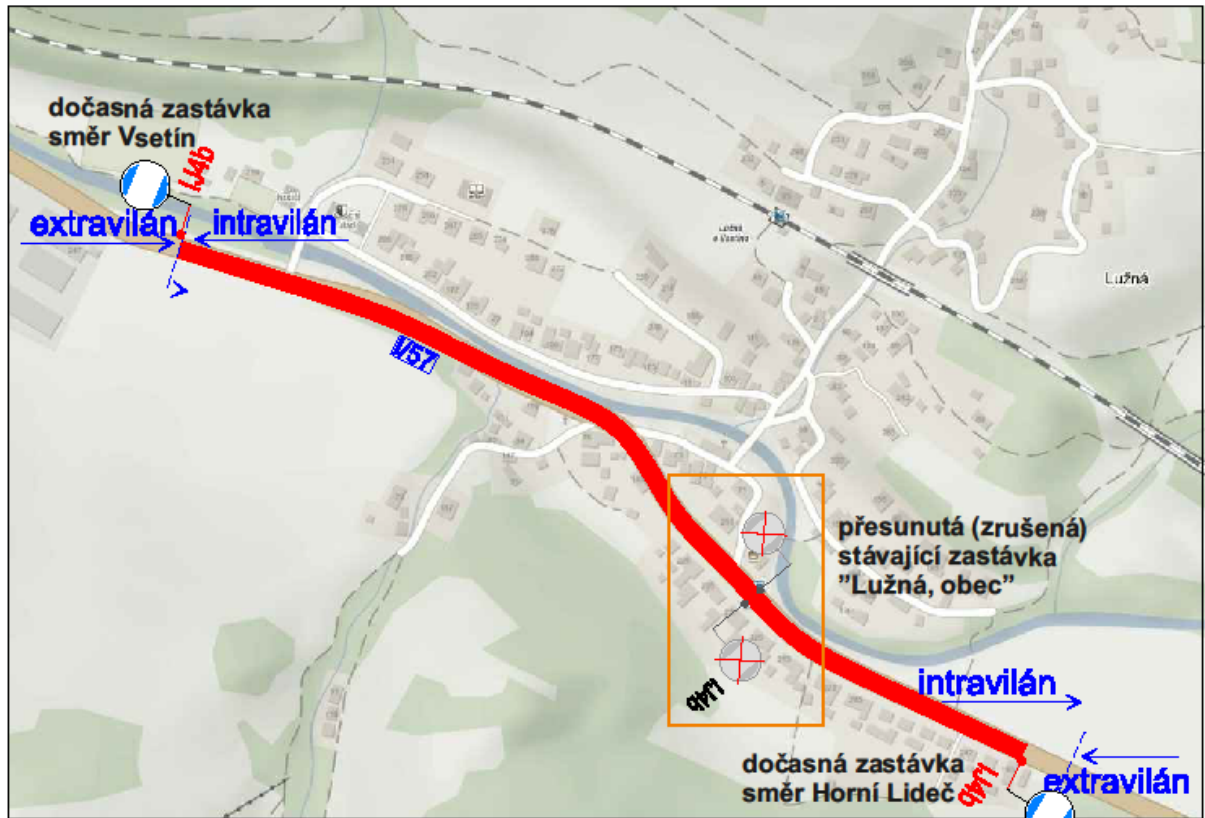 dočasná zastávka
směr Vsetín
IJ4b
extravilán
intravilán
I/57
Lužná
přesunutá (zrušená)
stávající zastávka
"Lužná, obec"
IJ4b
intravilán
dočasná zastávka
směr Horní Lideč
IJ4b
extravilán